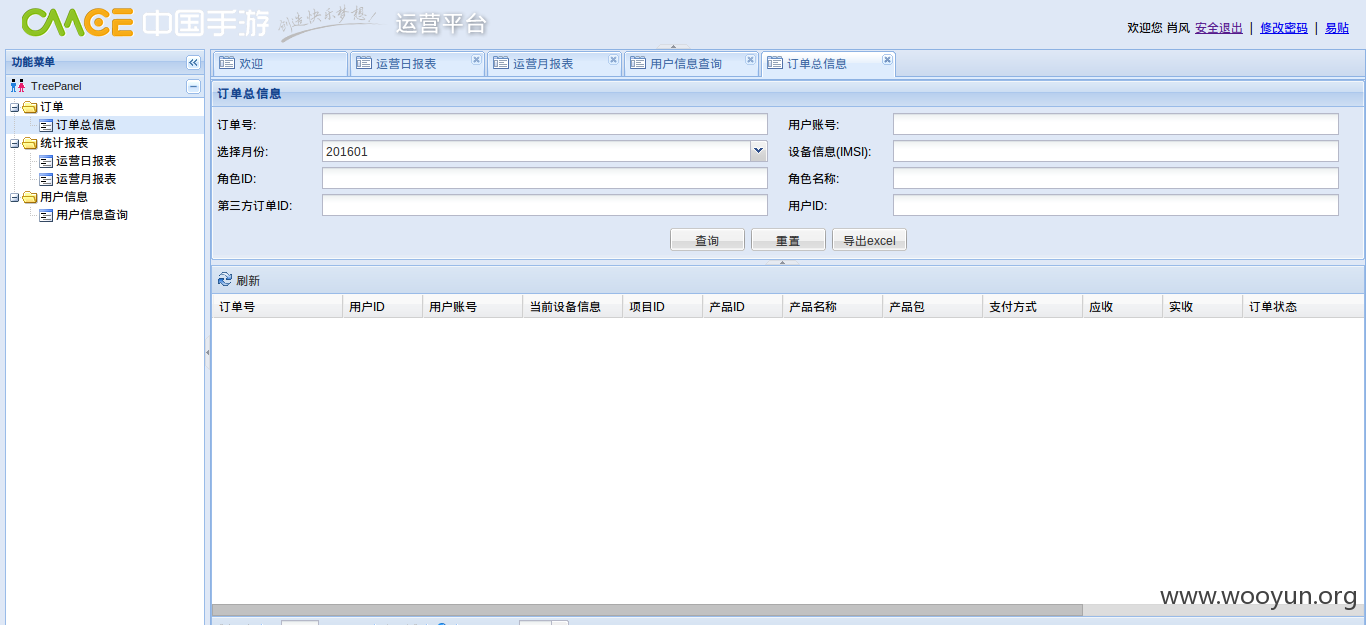 CMGE 中国手游 创造快乐梦想! 运营平台
欢迎您 肖风 安全退出 | 修改密码 | 易贴
功能菜单
TreePanel
订单
订单总信息
统计报表
运营日报表
运营月报表
用户信息
用户信息查询
欢迎 运营日报表 运营月报表 用户信息查询 订单总信息
订单总信息
订单号: 用户账号:
选择月份: 201601 设备信息(IMSI):
角色ID: 角色名称:
第三方订单ID: 用户ID:
查询 重置 导出excel
刷新
订单号 用户ID 用户账号 当前设备信息 项目ID 产品ID 产品名称 产品包 支付方式 应收 实收 订单状态
www.wooyun.org